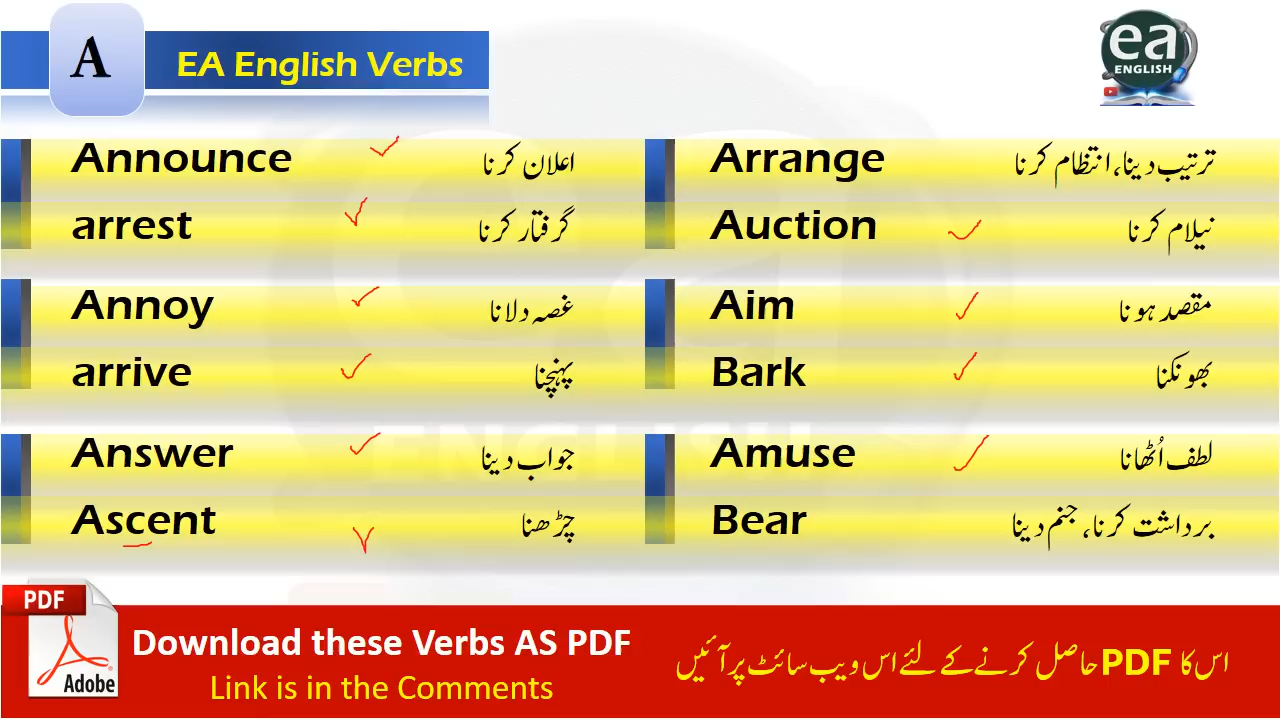 A
EA English Verbs
ea
ENGLISH
Announce اعلان کرنا
arrest گرفتار کرنا
Annoy غصہ دلانا
arrive پہنچنا
Answer جواب دینا
Ascent چڑھنا
Arrange ترتیب دینا، انتظام کرنا
Auction نیلام کرنا
Aim مقصد ہونا
Bark بھونکنا
Amuse لطف اُٹھانا
Bear برداشت کرنا، جنم دینا
PDF
Adobe
Download these Verbs AS PDF
Link is in the Comments
اس کا PDF حاصل کرنے کے لئے اس ویب سائٹ پر آئیں